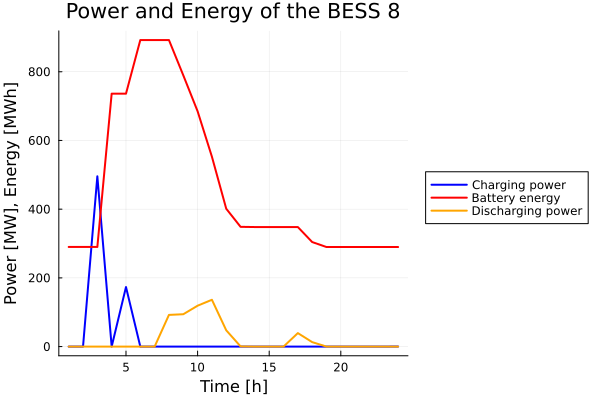 Power and Energy of the BESS 8
Power [MW], Energy [MWh]
800
600
400
200
0
5
10
15
20
Time [h]
Charging power
Battery energy
Discharging power